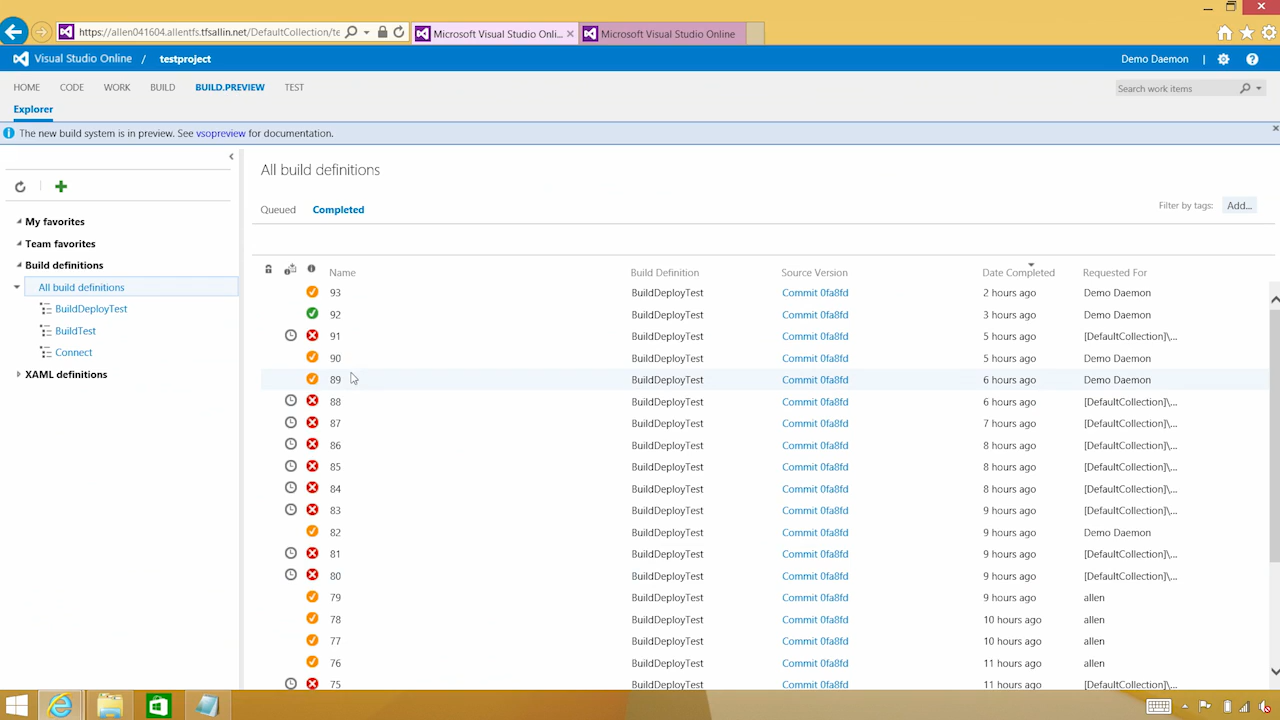 https://allen041604.allentfs.tfsallin.net/DefaultCollection/te
Microsoft Visual Studio Onli...
Microsoft Visual Studio Online
Visual Studio Online / testproject
Demo Daemon |
HOME CODE WORK BUILD BUILD.PREVIEW TEST
Search work items
Explorer
The new build system is in preview. See vsopreview for documentation.
All build definitions
Queued Completed
Filter by tags: Add...
My favorites
Team favorites
Build definitions
All build definitions
BuildDeployTest
BuildTest
Connect
XAML definitions
Name Build Definition Source Version Date Completed Requested For
93 BuildDeployTest Commit 0fa8fd 2 hours ago Demo Daemon
92 BuildDeployTest Commit 0fa8fd 3 hours ago Demo Daemon
91 BuildDeployTest Commit 0fa8fd 5 hours ago [DefaultCollection]\...
90 BuildDeployTest Commit 0fa8fd 5 hours ago Demo Daemon
89 BuildDeployTest Commit 0fa8fd 6 hours ago Demo Daemon
88 BuildDeployTest Commit 0fa8fd 6 hours ago [DefaultCollection]\...
87 BuildDeployTest Commit 0fa8fd 7 hours ago [DefaultCollection]\...
86 BuildDeployTest Commit 0fa8fd 8 hours ago [DefaultCollection]\...
85 BuildDeployTest Commit 0fa8fd 8 hours ago [DefaultCollection]\...
84 BuildDeployTest Commit 0fa8fd 8 hours ago [DefaultCollection]\...
83 BuildDeployTest Commit 0fa8fd 9 hours ago [DefaultCollection]\...
82 BuildDeployTest Commit 0fa8fd 9 hours ago Demo Daemon
81 BuildDeployTest Commit 0fa8fd 9 hours ago [DefaultCollection]\...
80 BuildDeployTest Commit 0fa8fd 9 hours ago [DefaultCollection]\...
79 BuildDeployTest Commit 0fa8fd 9 hours ago allen
78 BuildDeployTest Commit 0fa8fd 10 hours ago allen
77 BuildDeployTest Commit 0fa8fd 10 hours ago allen
76 BuildDeployTest Commit 0fa8fd 11 hours ago allen
75 BuildDeployTest Commit 0fa8fd 11 hours ago [DefaultCollection]\...